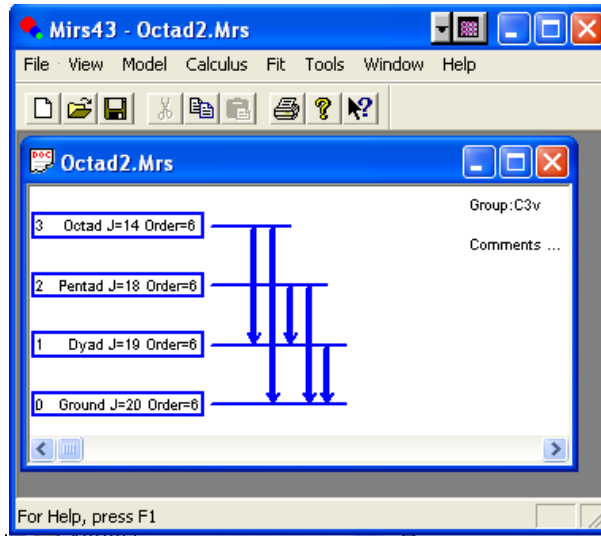 Mirs43 - Octad2.Mrs
File View Model Calculus Fit Tools Window Help
DOC
Octad2.Mrs
Group:C3v
Comments ...
3 Octad J=14 Order=6
2 Pentad J=18 Order=6
1 Dyad J=19 Order=6
0 Ground J=20 Order=6
For Help, press F1